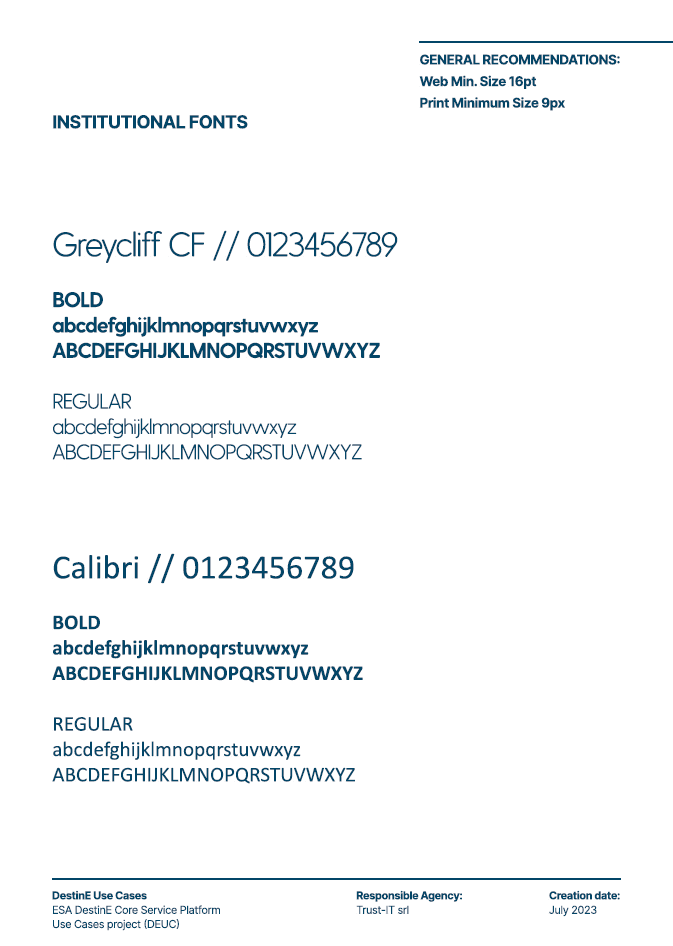 GENERAL RECOMMENDATIONS:
Web Min. Size 16pt
Print Minimum Size 9px
INSTITUTIONAL FONTS
Greycliff CF // 0123456789
BOLD
abcdefghijklmnopqrstuvwxyz
ABCDEFGHIJKLMNOPQRSTUVWXYZ
REGULAR
abcdefghijklmnopqrstuvwxyz
ABCDEFGHIJKLMNOPQRSTUVWXYZ
Calibri // 0123456789
BOLD
abcdefghijklmnopqrstuvwxyz
ABCDEFGHIJKLMNOPQRSTUVWXYZ
REGULAR
abcdefghijklmnopqrstuvwxyz
ABCDEFGHIJKLMNOPQRSTUVWXYZ
DestinE Use Cases
ESA DestinE Core Service Platform
Use Cases project (DEUC)
Responsible Agency:
Trust-IT srl
Creation date:
July 2023